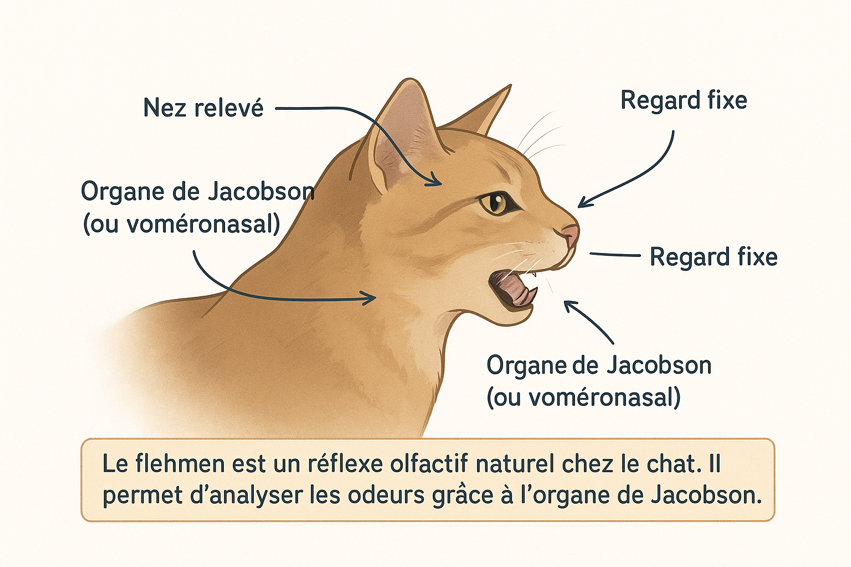 Nez relevé
Regard fixe
Organe de Jacobson
(ou voméronasal)
Regard fixe
Organe de Jacobson
(ou voméronasal)
Le flehmen est un réflexe olfactif naturel chez le chat. Il
permet d’analyser les odeurs grâce à l’organe de Jacobson.